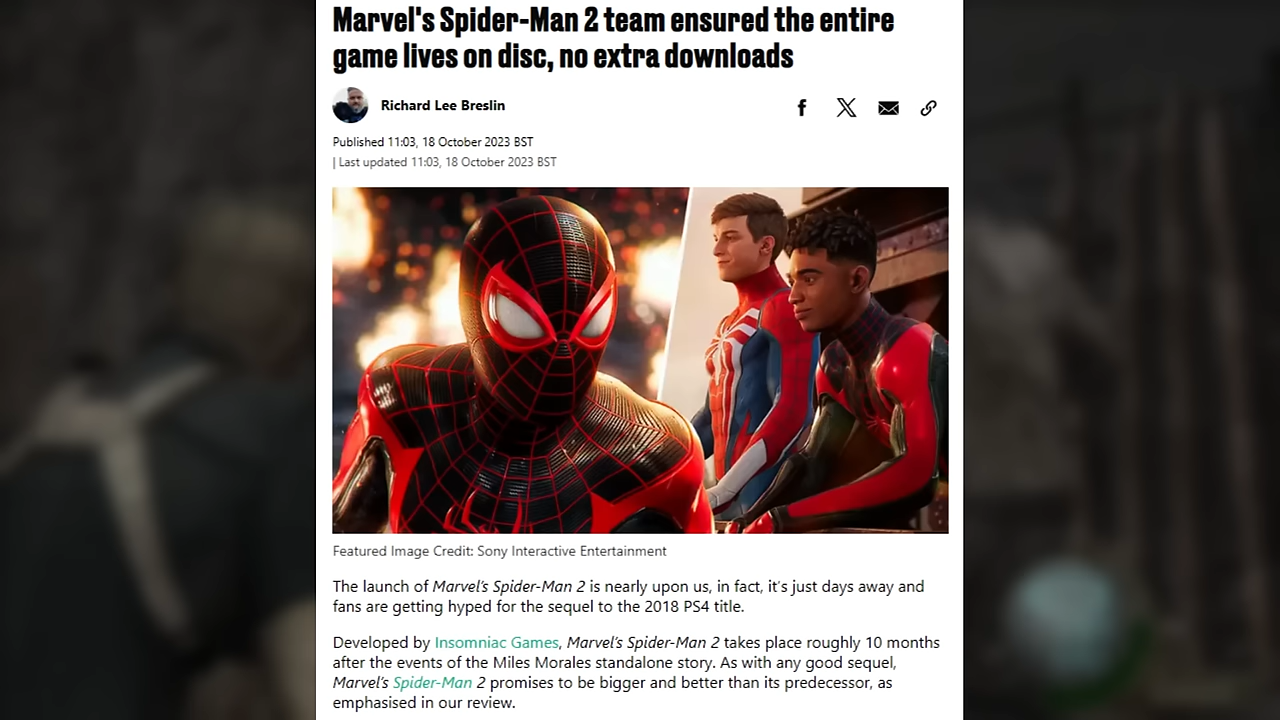 Marvel's Spider-Man 2 team ensured the entire
game lives on disc, no extra downloads
Richard Lee Breslin
Published 11:03, 18 October 2023 BST
| Last updated 11:03, 18 October 2023 BST
Featured Image Credit: Sony Interactive Entertainment
The launch of Marvel’s Spider-Man 2 is nearly upon us, in fact, it’s just days away and
fans are getting hyped for the sequel to the 2018 PS4 title.
Developed by Insomniac Games, Marvel’s Spider-Man 2 takes place roughly 10 months
after the events of the Miles Morales standalone story. As with any good sequel,
Marvel’s Spider-Man 2 promises to be bigger and better than its predecessor, as
emphasised in our review.